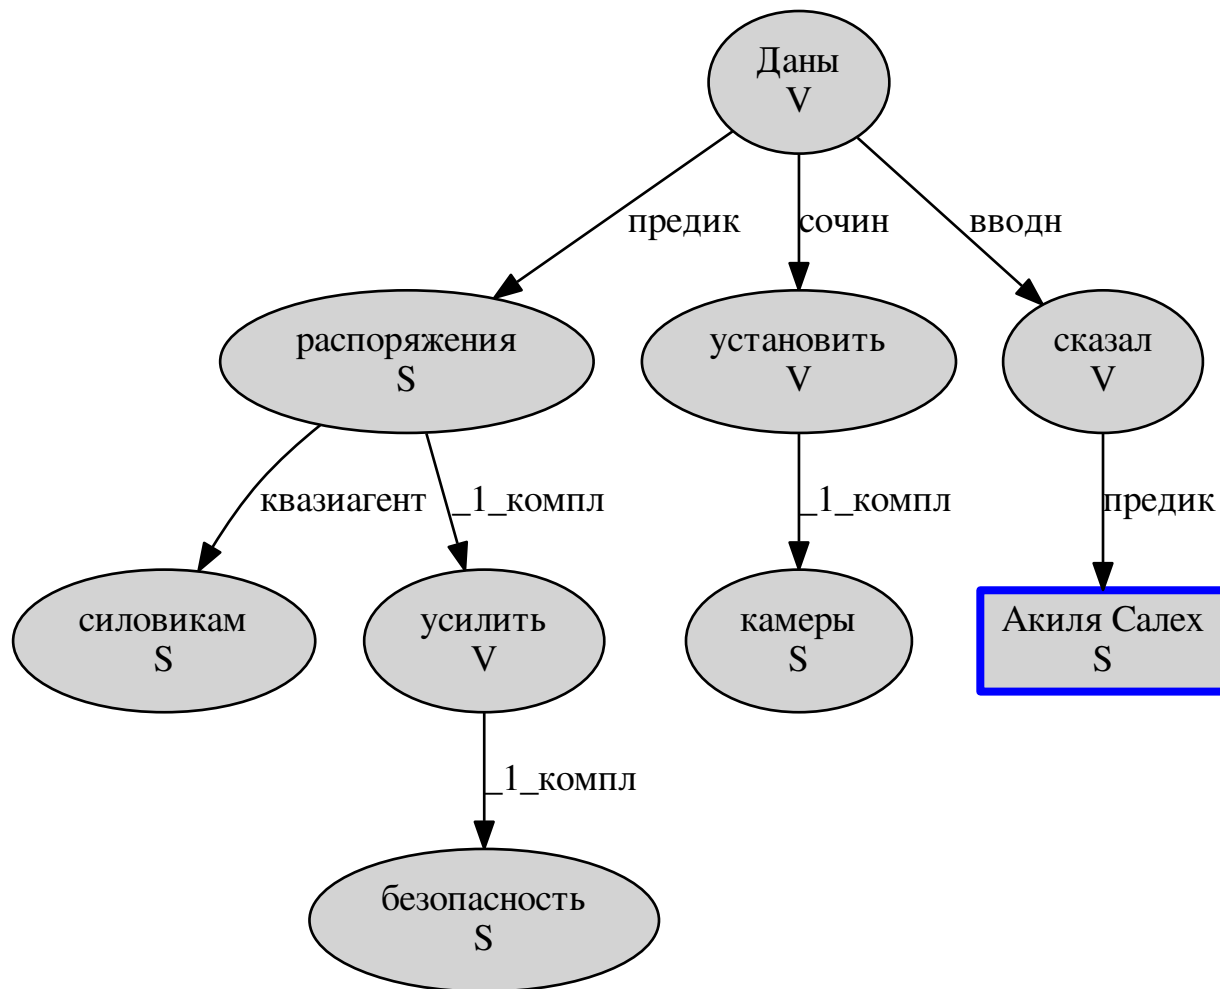 Даны
V
предик
сочин
вводн
распоряжения
S
установить
V
сказал
V
квазиагент
_1_компл
_1_компл
предик
силовикам
S
усилить
V
камеры
S
Акиля Салех
S
_1_компл
безопасность
S